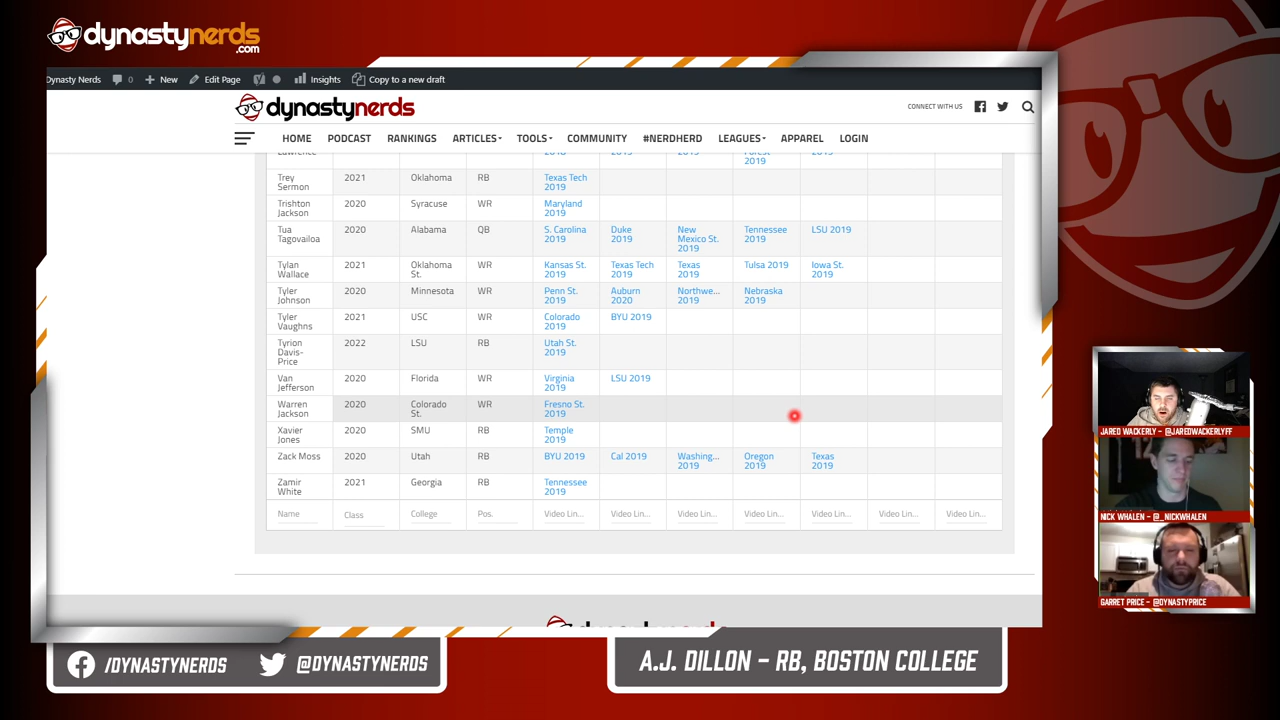 dynastynerds
.com
Dynasty Nerds 0 New Edit Page Insights Copy to a new draft
dynastynerds
CONNECT WITH US
HOME PODCAST RANKINGS ARTICLES TOOLS COMMUNITY #NERDHERD LEAGUES APPAREL LOGIN
2019
Trey Sermon 2021 Oklahoma RB Texas Tech 2019
Trishton Jackson 2020 Syracuse WR Maryland 2019
Tua Tagovailoa 2020 Alabama QB S. Carolina 2019 Duke 2019 New Mexico St. 2019 Tennessee 2019 LSU 2019
Tylan Wallace 2021 Oklahoma St. WR Kansas St. 2019 Texas Tech 2019 Texas 2019 Tulsa 2019 Iowa St. 2019
Tyler Johnson 2020 Minnesota WR Penn St. 2019 Auburn 2020 Northwe... 2019 Nebraska 2019
Tyler Vaughns 2021 USC WR Colorado 2019 BYU 2019
Tyrion Davis-Price 2022 LSU RB Utah St. 2019
Van Jefferson 2020 Florida WR Virginia 2019 LSU 2019
Warren Jackson 2020 Colorado St. WR Fresno St. 2019
Xavier Jones 2020 SMU RB Temple 2019
Zack Moss 2020 Utah RB BYU 2019 Cal 2019 Washing... 2019 Oregon 2019 Texas 2019
Zamir White 2021 Georgia RB Tennessee 2019
Name Class College Pos. Video Lin... Video Lin... Video Lin... Video Lin... Video Lin... Video Lin... Video Lin...
JARED WACKERLY - @JAREDWACKERLYFF
NICK WHALEN - @_NICKWHALEN
GARRET PRICE - @DYNASTYPRICE
/DYNASTYNERDS @DYNASTYNERDS
A.J. DILLON - RB, BOSTON COLLEGE